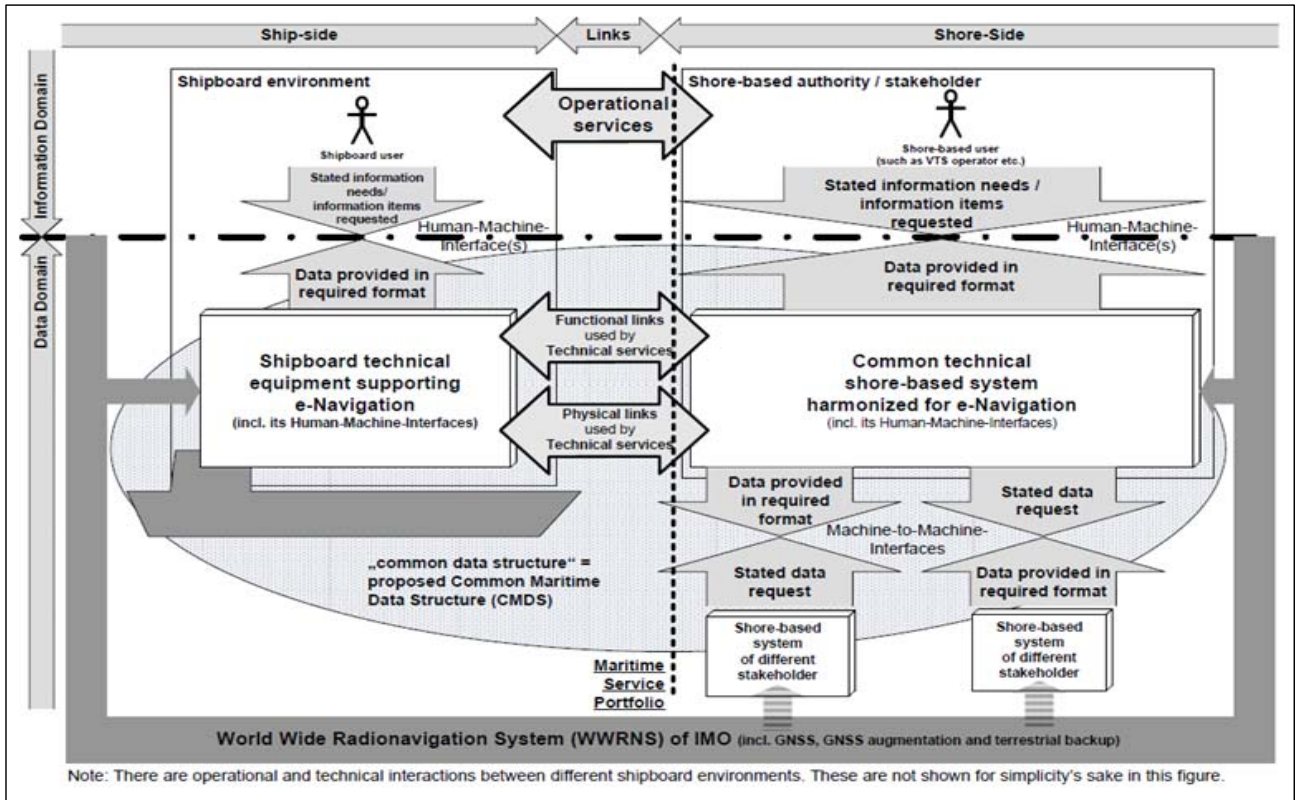 Ship-side
Links
Shore-Side
Information Domain
Data Domain
Shipboard environment
Shipboard user
Stated information
needs/
information items
requested
Human-Machine-
Interface(s)
Data provided in
required format
Shipboard technical
equipment supporting
e-Navigation
(incl. its Human-Machine-Interfaces)
Operational
services
Functional links
used by
Technical services
Physical links
used by
Technical services
Shore-based authority / stakeholder
Shore-based user
(such as VTS operator etc.)
Stated information needs /
information items
requested
Human-Machine-
Interface(s)
Data provided in
required format
Common technical
shore-based system
harmonized for e-Navigation
(incl. its Human-Machine-Interfaces)
Data provided
in required
format
Stated data
request
Machine-to-Machine-
Interfaces
Stated data
request
Data provided in
required format
Shore-based
system
of different
stakeholder
Shore-based
system
of different
stakeholder
„common data structure“ =
proposed Common Maritime
Data Structure (CMDS)
Maritime
Service
Portfolio
World Wide Radionavigation System (WWRNS) of IMO (incl. GNSS, GNSS augmentation and terrestrial backup)
Note: There are operational and technical interactions between different shipboard environments. These are not shown for simplicity's sake in this figure.